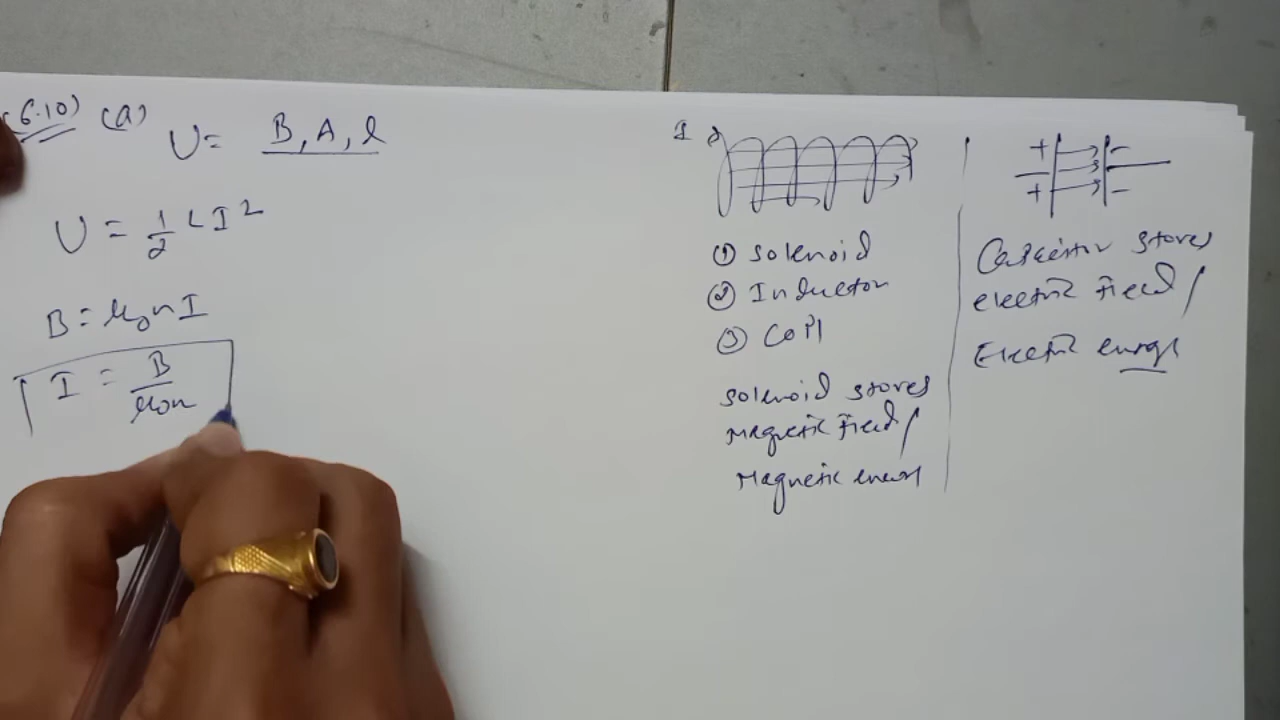 (6.10) (a)
U = B, A, l
U = 1/2 L I²
B = μ₀nI
I = B/μ₀n
I
① Solenoid
② Inductor
③ Coil
Solenoid stores
Magnetic Field/
Magnetic energy
+ -
+ -
Capacitor stores
electric Field/
Electric energy